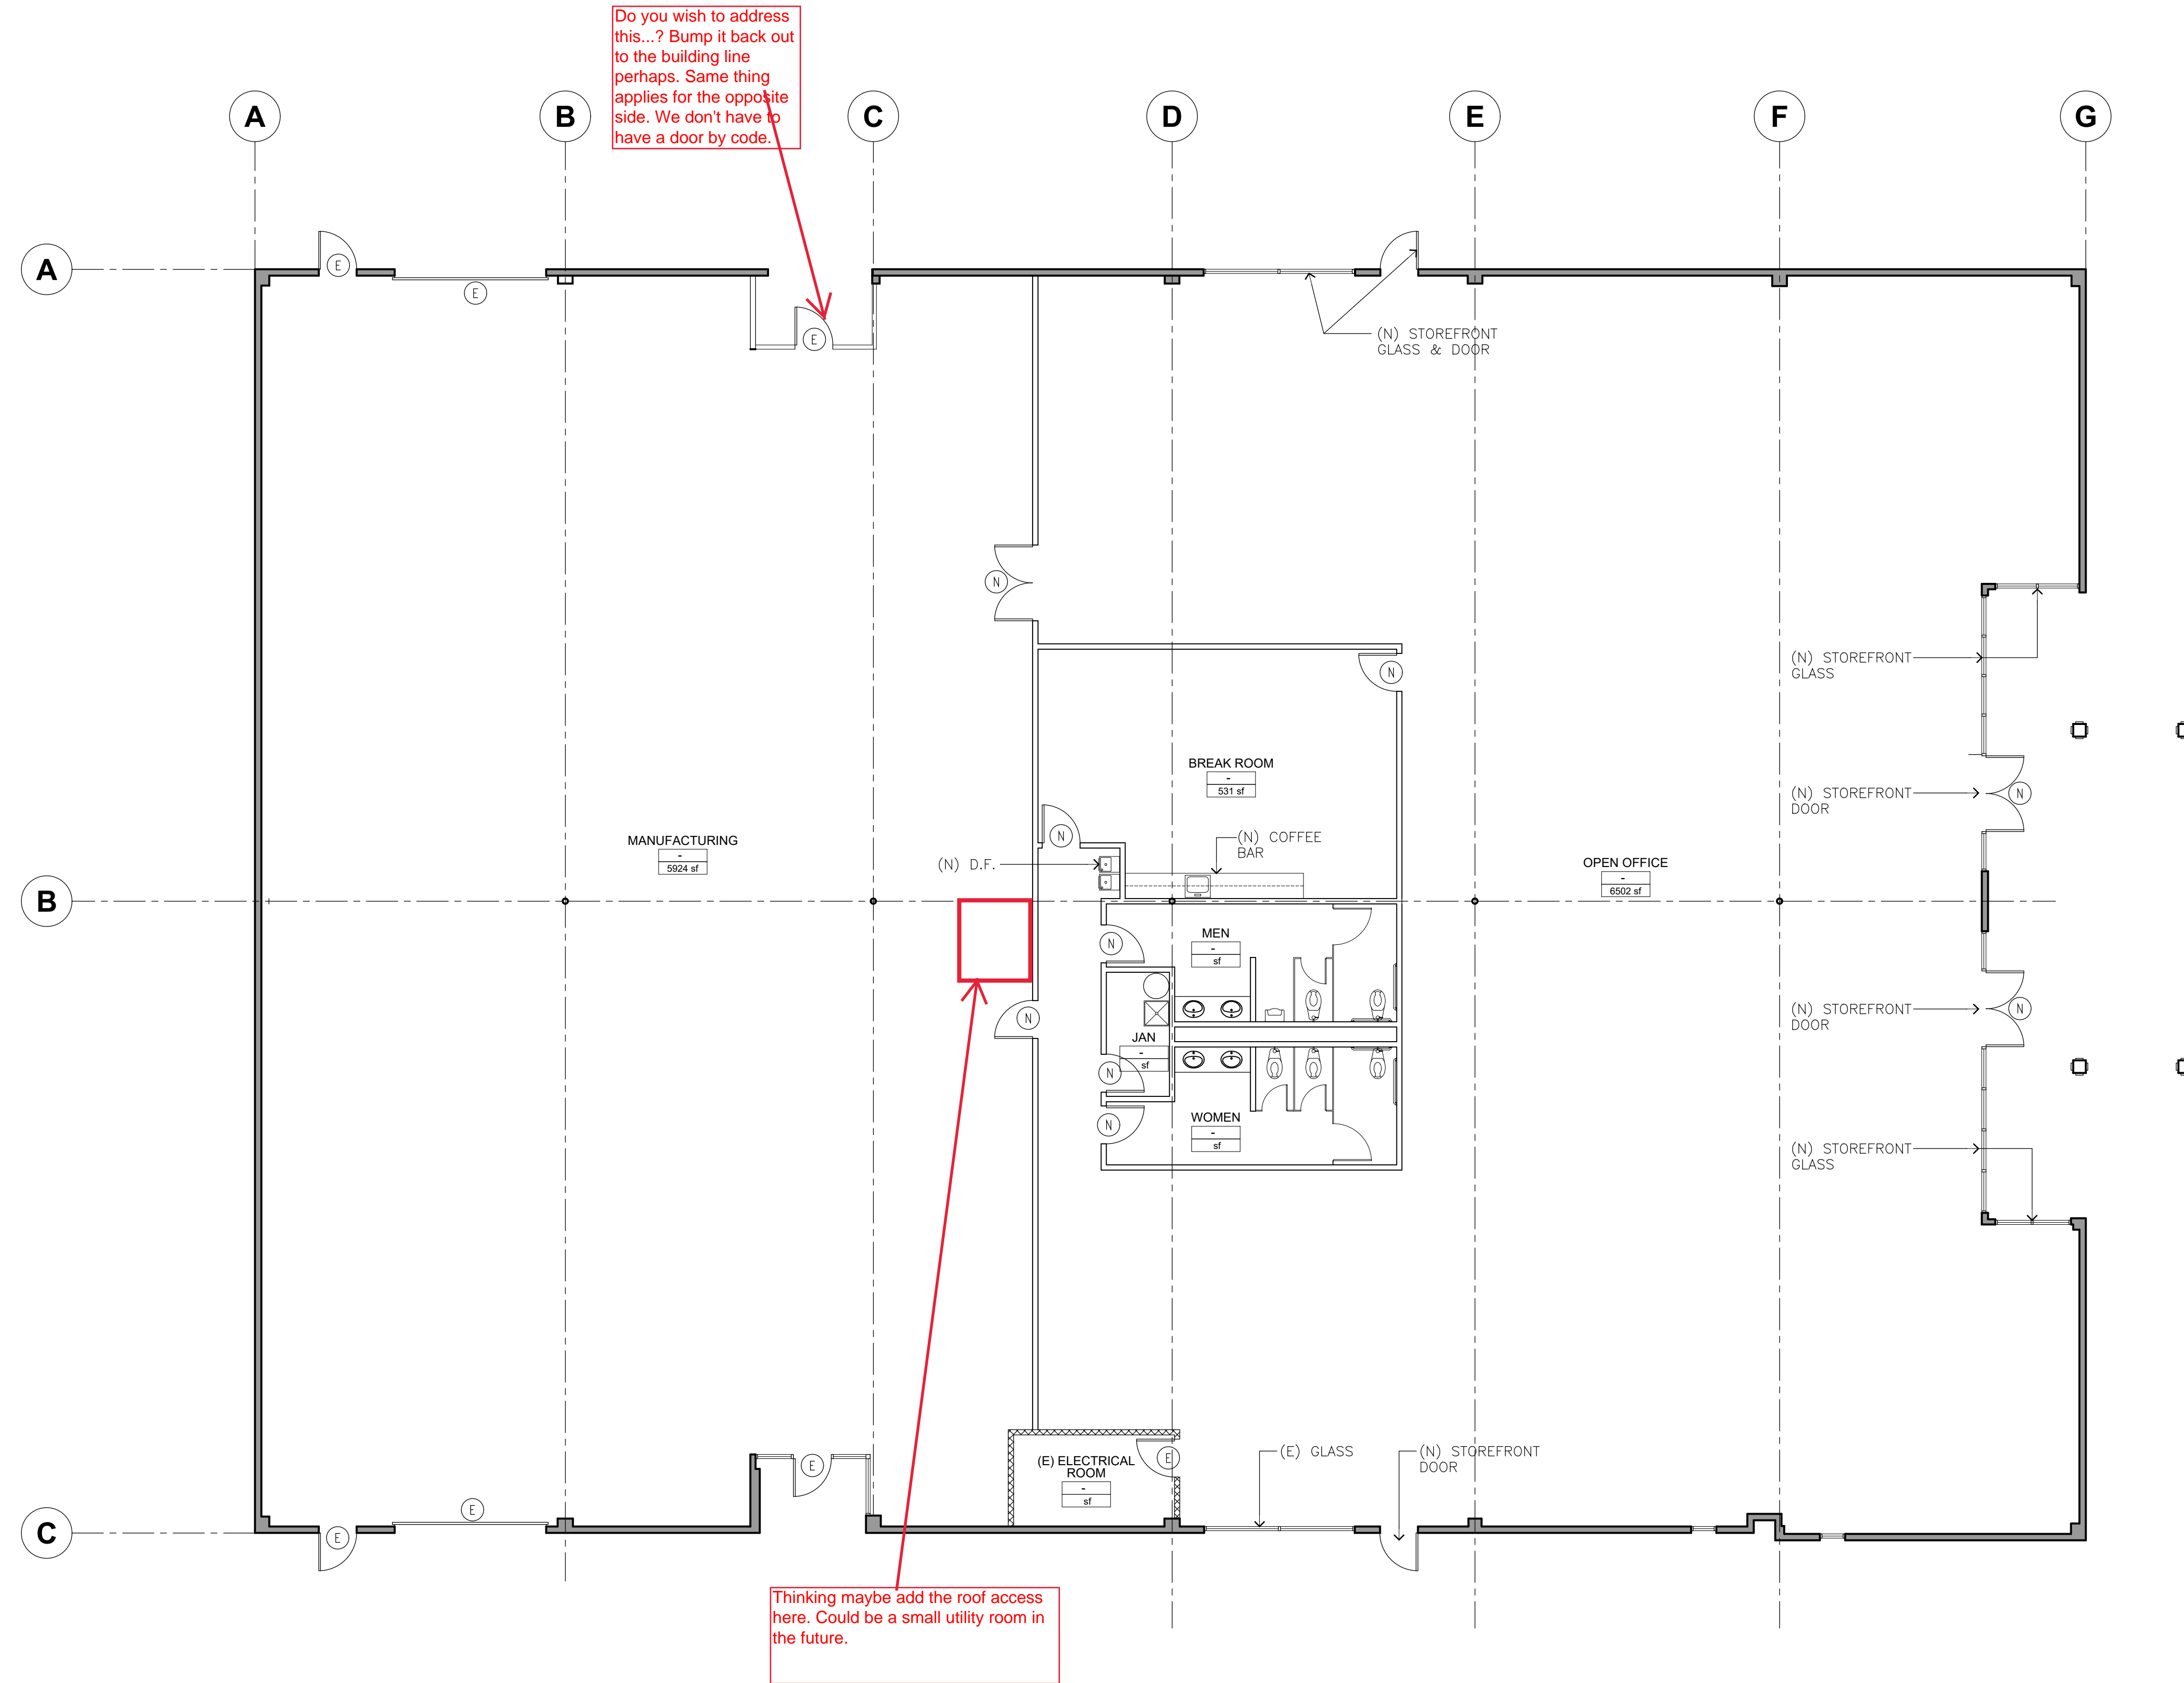 Do you wish to address
this...? Bump it back out
to the building line
perhaps. Same thing
applies for the opposite
side. We don't have to
have a door by code.
A
B
C
D
E
F
G
A
E
E
E
(N) STOREFRONT
GLASS & DOOR
N
N
(N) STOREFRONT
GLASS
BREAK ROOM
-
531 sf
(N) STOREFRONT
DOOR
N
N
(N) COFFEE
BAR
MANUFACTURING
-
5924 sf
(N) D.F.
OPEN OFFICE
-
6502 sf
B
MEN
-
sf
N
(N) STOREFRONT
DOOR
N
N
JAN
-
sf
N
WOMEN
-
sf
N
(N) STOREFRONT
GLASS
(E) ELECTRICAL
ROOM
-
sf
E
(E) GLASS
(N) STOREFRONT
DOOR
E
E
C
E
Thinking maybe add the roof access
here. Could be a small utility room in
the future.